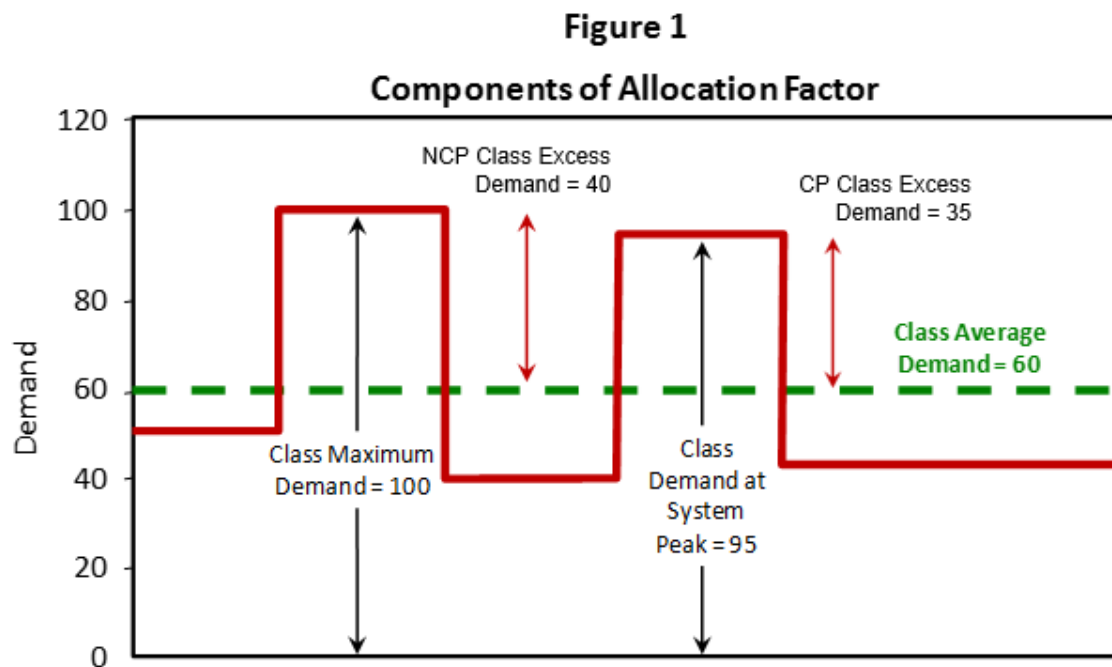 Figure 1
Components of Allocation Factor
120
NCP Class Excess
Demand = 40
CP Class Excess
Demand = 35
100
80
Class Average
Demand = 60
Demand
60
Class Maximum
Demand = 100
Class
Demand at
System
Peak = 95
40
20
0